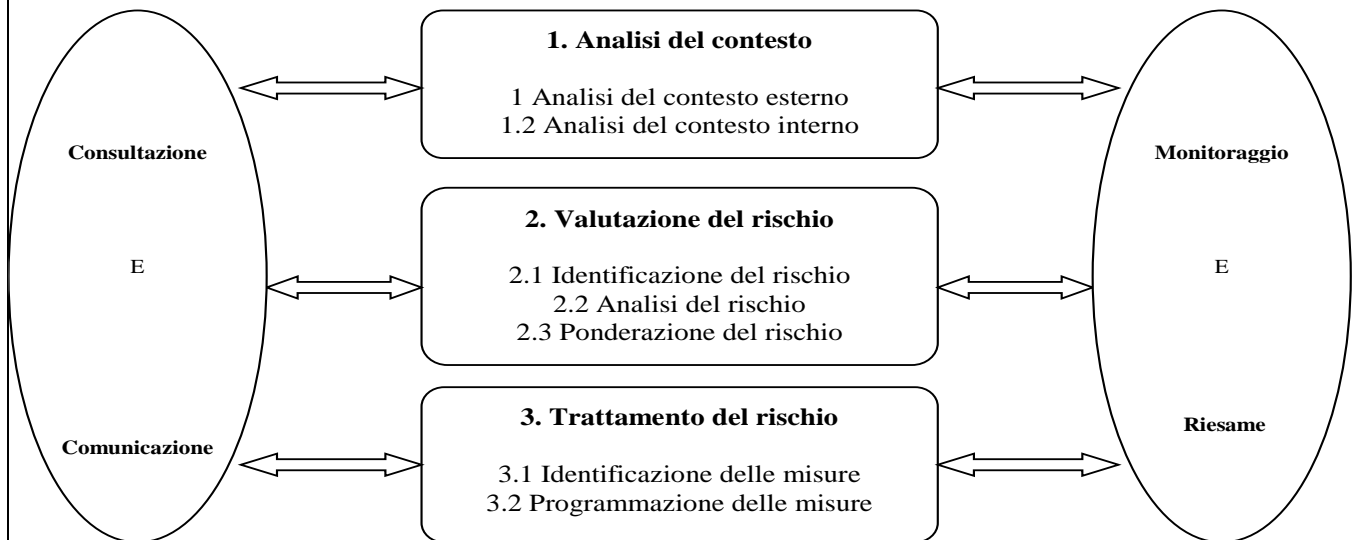 Consultazione
E
Comunicazione
1. Analisi del contesto
1 Analisi del contesto esterno
1.2 Analisi del contesto interno
2. Valutazione del rischio
2.1 Identificazione del rischio
2.2 Analisi del rischio
2.3 Ponderazione del rischio
3. Trattamento del rischio
3.1 Identificazione delle misure
3.2 Programmazione delle misure
Monitoraggio
E
Riesame